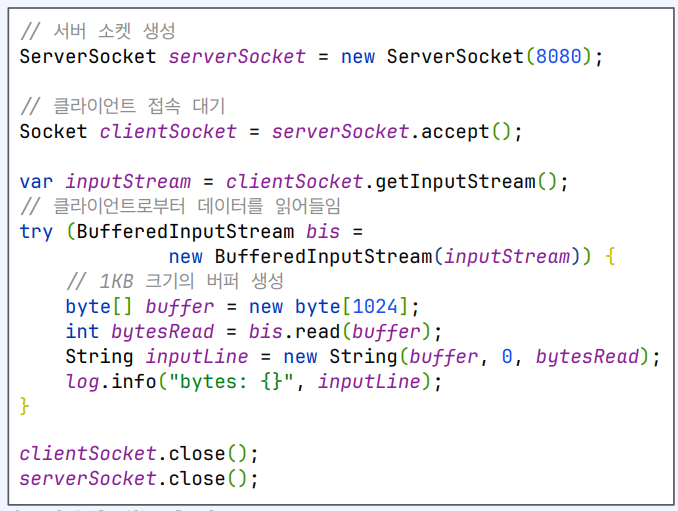 // 서버 소켓 생성
ServerSocket serverSocket = new ServerSocket(8080);
// 클라이언트 접속 대기
Socket clientSocket = serverSocket.accept();
var inputStream = clientSocket.getInputStream();
// 클라이언트로부터 데이터를 읽어들임
try (BufferedInputStream bis =
new BufferedInputStream(inputStream)) {
// 1KB 크기의 버퍼 생성
byte[] buffer = new byte[1024];
int bytesRead = bis.read(buffer);
String inputLine = new String(buffer, 0, bytesRead);
log.info("bytes: {}", inputLine);
}
clientSocket.close();
serverSocket.close();